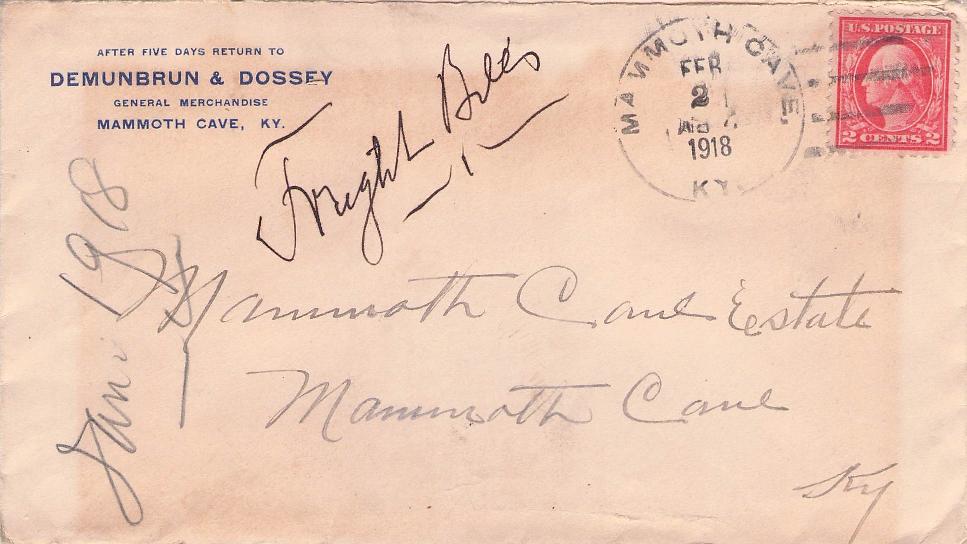 AFTER FIVE DAYS RETURN TO
DEMUNBRUN & DOSSEY
GENERAL MERCHANDISE
MAMMOTH CAVE, KY.
Freight Bills
MAMMOTH CAVE,
FEB
2
1918
KY.
U.S. POSTAGE
2 CENTS 2
1918
Mammoth Cave Estate
Mammoth Cave
Ky